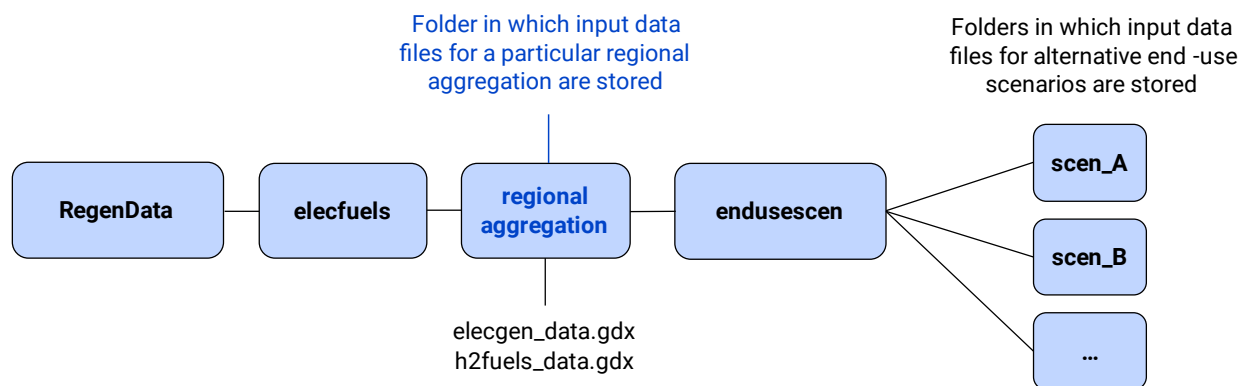 Folder in which input data
files for a particular regional
aggregation are stored
Folders in which input data
files for alternative end -use
scenarios are stored
RegenData
elecfuels
regional
aggregation
endusescen
scen_A
scen_B
...
elecgen_data.gdx
h2fuels_data.gdx